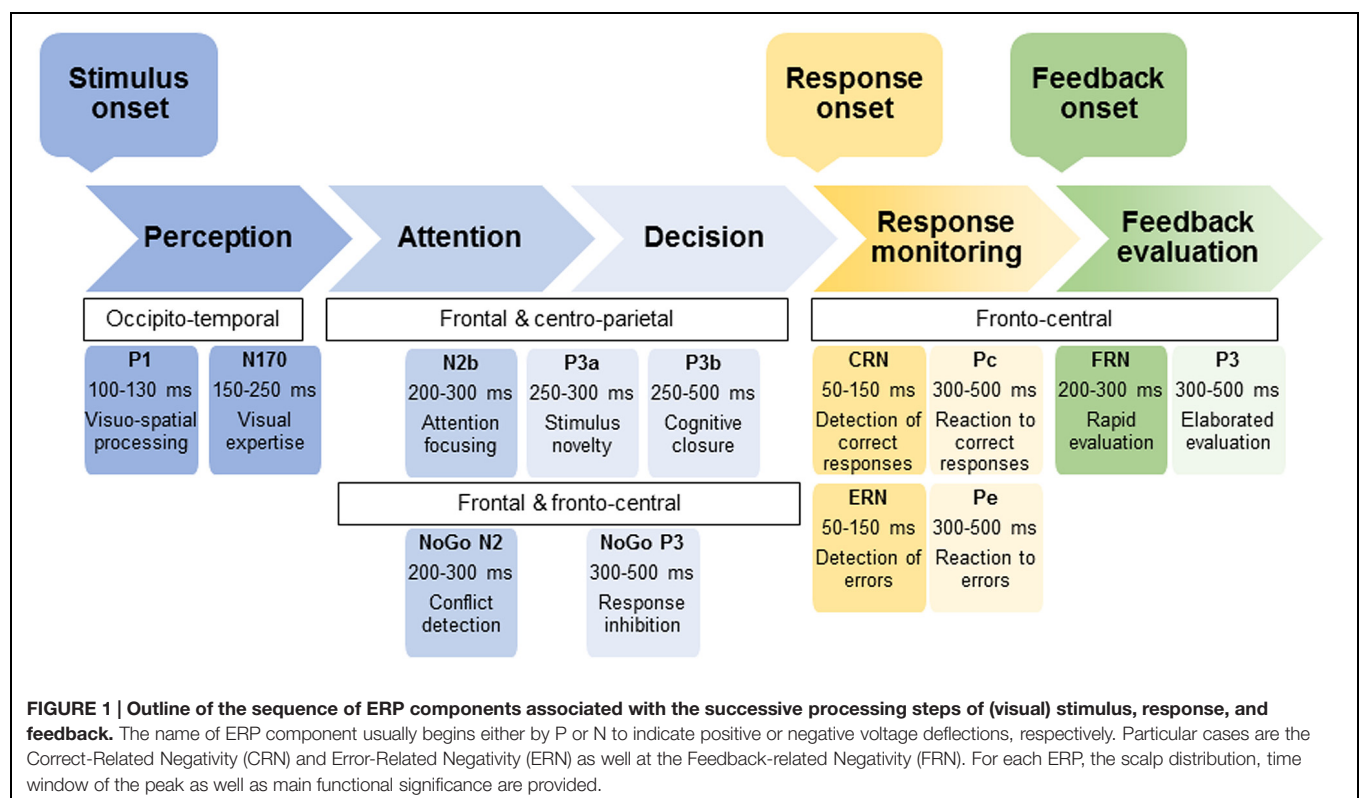 Stimulus
onset
Response
onset
Feedback
onset
Perception
Attention
Decision
Response
monitoring
Feedback
evaluation
Occipito-temporal
Frontal & centro-parietal
Fronto-central
P1
100-130 ms
Visuo-spatial
processing
N170
150-250 ms
Visual
expertise
N2b
200-300 ms
Attention
focusing
P3a
250-300 ms
Stimulus
novelty
P3b
250-500 ms
Cognitive
closure
CRN
50-150 ms
Detection of
correct
responses
Pc
300-500 ms
Reaction to
correct
responses
FRN
200-300 ms
Rapid
evaluation
P3
300-500 ms
Elaborated
evaluation
Frontal & fronto-central
NoGo N2
200-300 ms
Conflict
detection
NoGo P3
300-500 ms
Response
inhibition
ERN
50-150 ms
Detection of
errors
Pe
300-500 ms
Reaction to
errors
FIGURE 1 | Outline of the sequence of ERP components associated with the successive processing steps of (visual) stimulus, response, and
feedback. The name of ERP component usually begins either by P or N to indicate positive or negative voltage deflections, respectively. Particular cases are the
Correct-Related Negativity (CRN) and Error-Related Negativity (ERN) as well at the Feedback-related Negativity (FRN). For each ERP, the scalp distribution, time
window of the peak as well as main functional significance are provided.